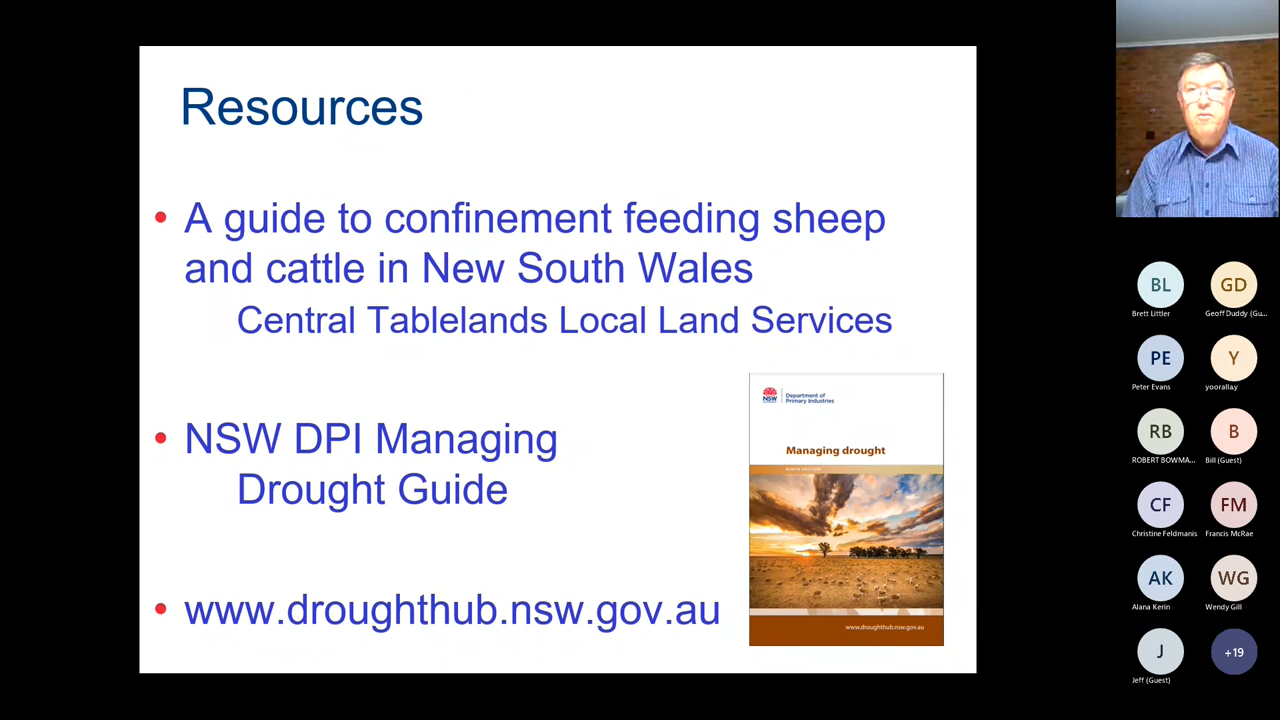 Resources
• A guide to confinement feeding sheep
and cattle in New South Wales
Central Tablelands Local Land Services
• NSW DPI Managing
Drought Guide
• www.droughthub.nsw.gov.au
NSW
Department of
Primary Industries
Managing drought
NINTH EDITION
www.droughthub.nsw.gov.au
BL
Brett Littler
GD
Geoff Duddy (Gu...
PE
Peter Evans
Y
yoorallay
RB
ROBERT BOWMA...
B
Bill (Guest)
CF
Christine Feldmanis
FM
Francis McRae
AK
Alana Kerin
WG
Wendy Gill
J
Jeff (Guest)
+19